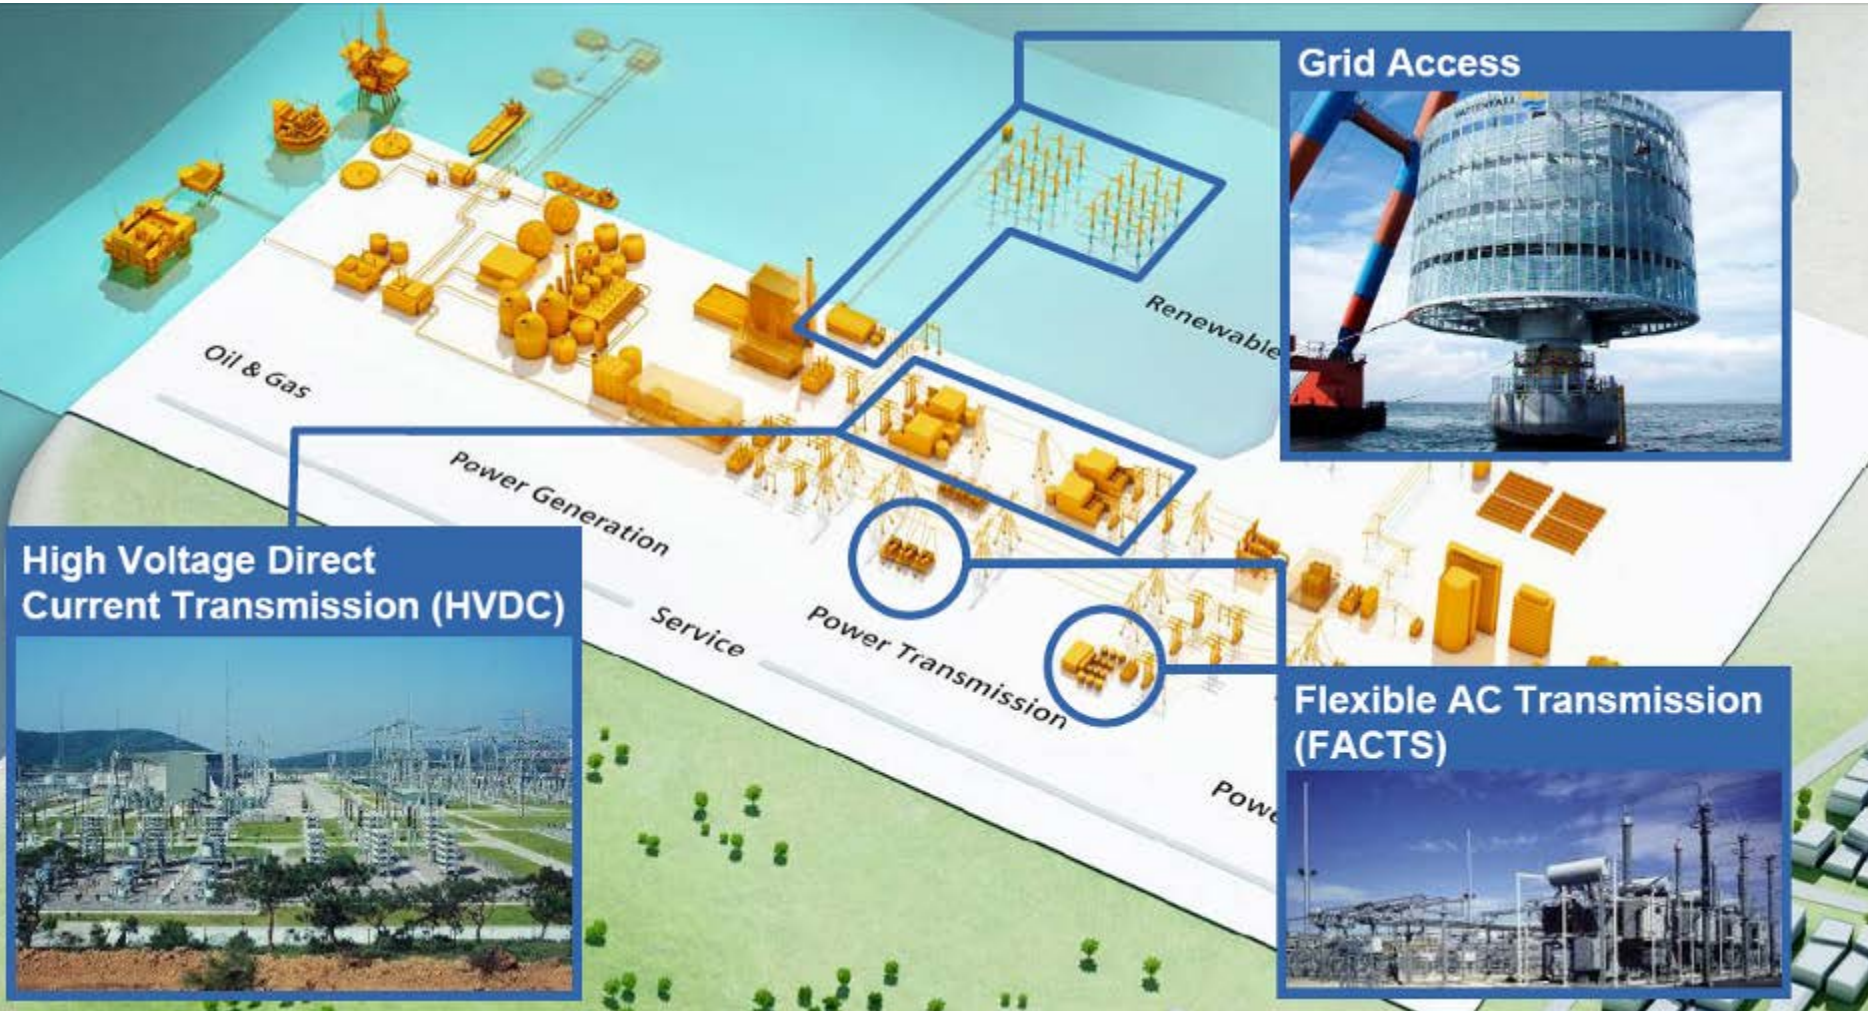 Grid Access
VATTENFALL
Renewable
Oil & Gas
Power Generation
High Voltage Direct
Current Transmission (HVDC)
Service
Power Transmission
Flexible AC Transmission
(FACTS)